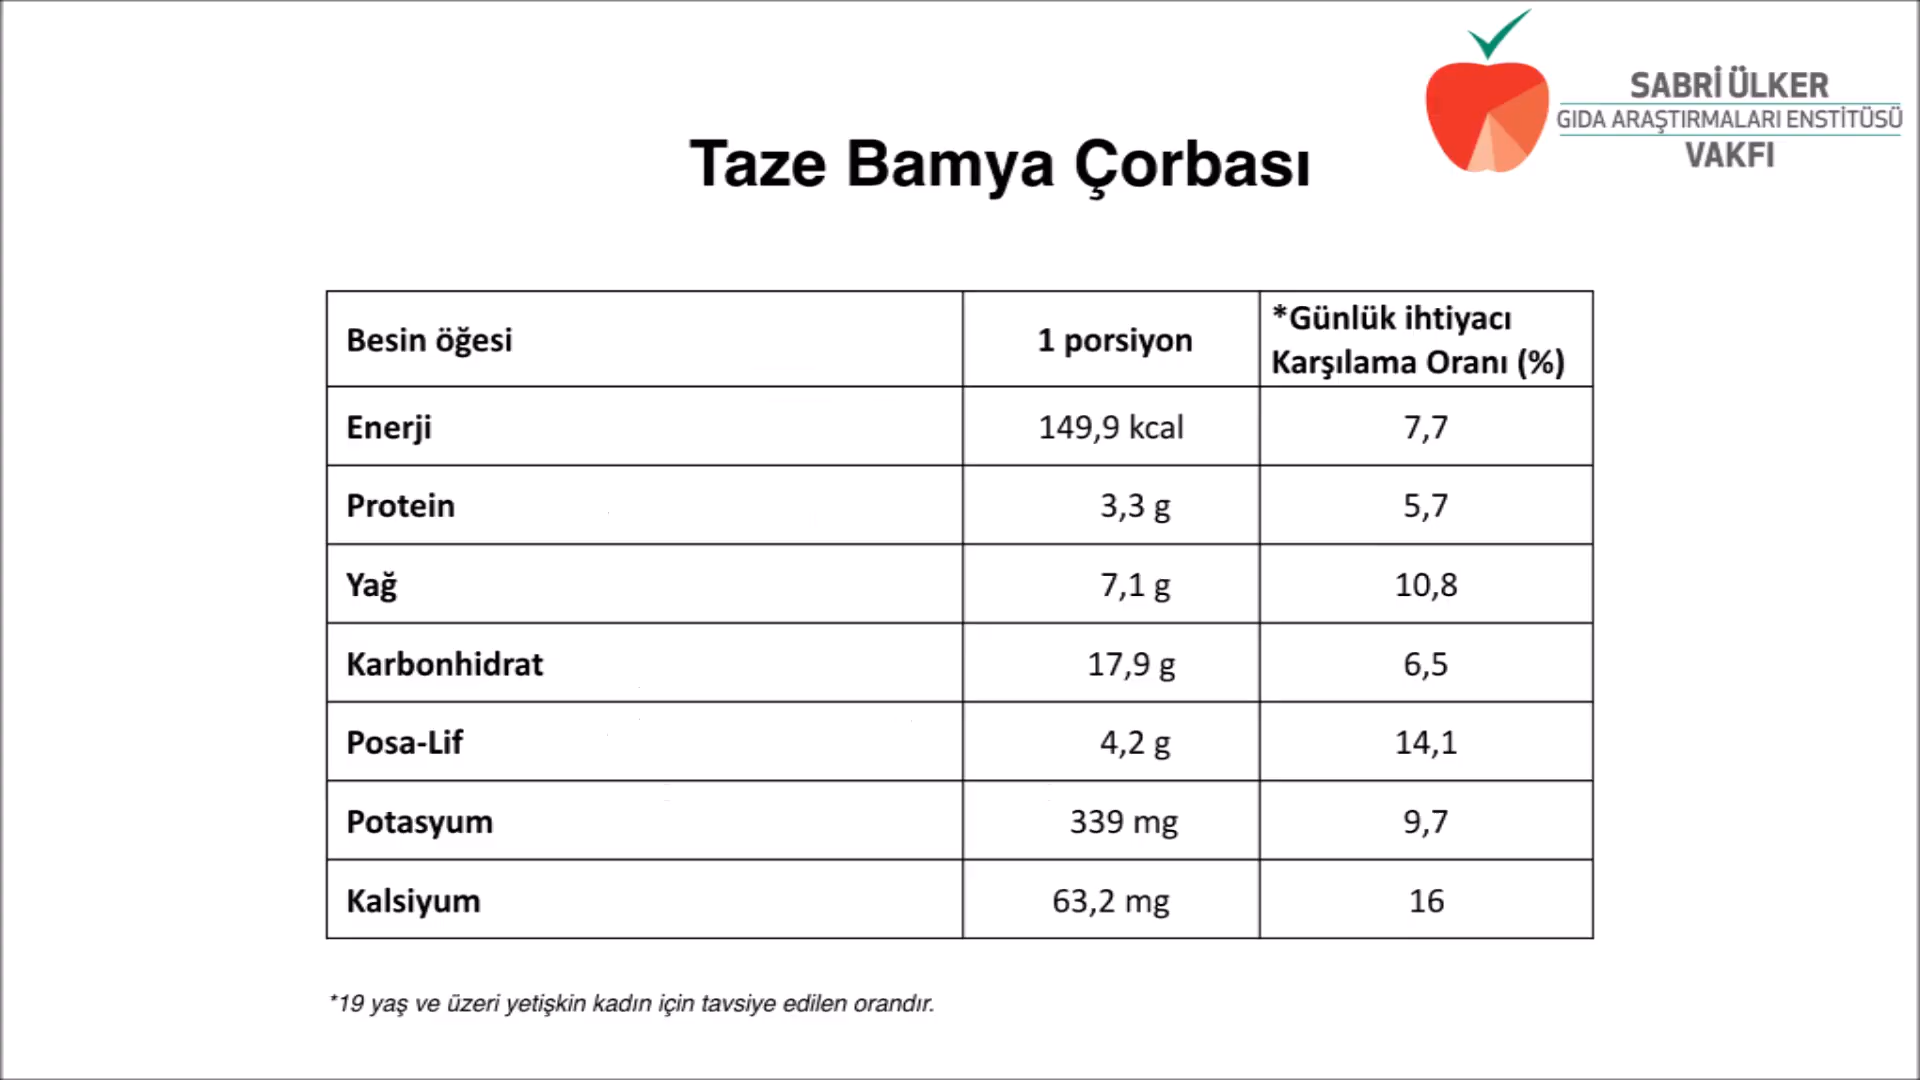 SABRİ ÜLKER
GIDA ARAŞTIRMALARI ENSTİTÜSÜ
VAKFI
Taze Bamya Çorbası
Besin öğesi 1 porsiyon *Günlük ihtiyacı Karşılama Oranı (%)
Enerji 149,9 kcal 7,7
Protein 3,3 g 5,7
Yağ 7,1 g 10,8
Karbonhidrat 17,9 g 6,5
Posa-Lif 4,2 g 14,1
Potasyum 339 mg 9,7
Kalsiyum 63,2 mg 16
*19 yaş ve üzeri yetişkin kadın için tavsiye edilen orandır.